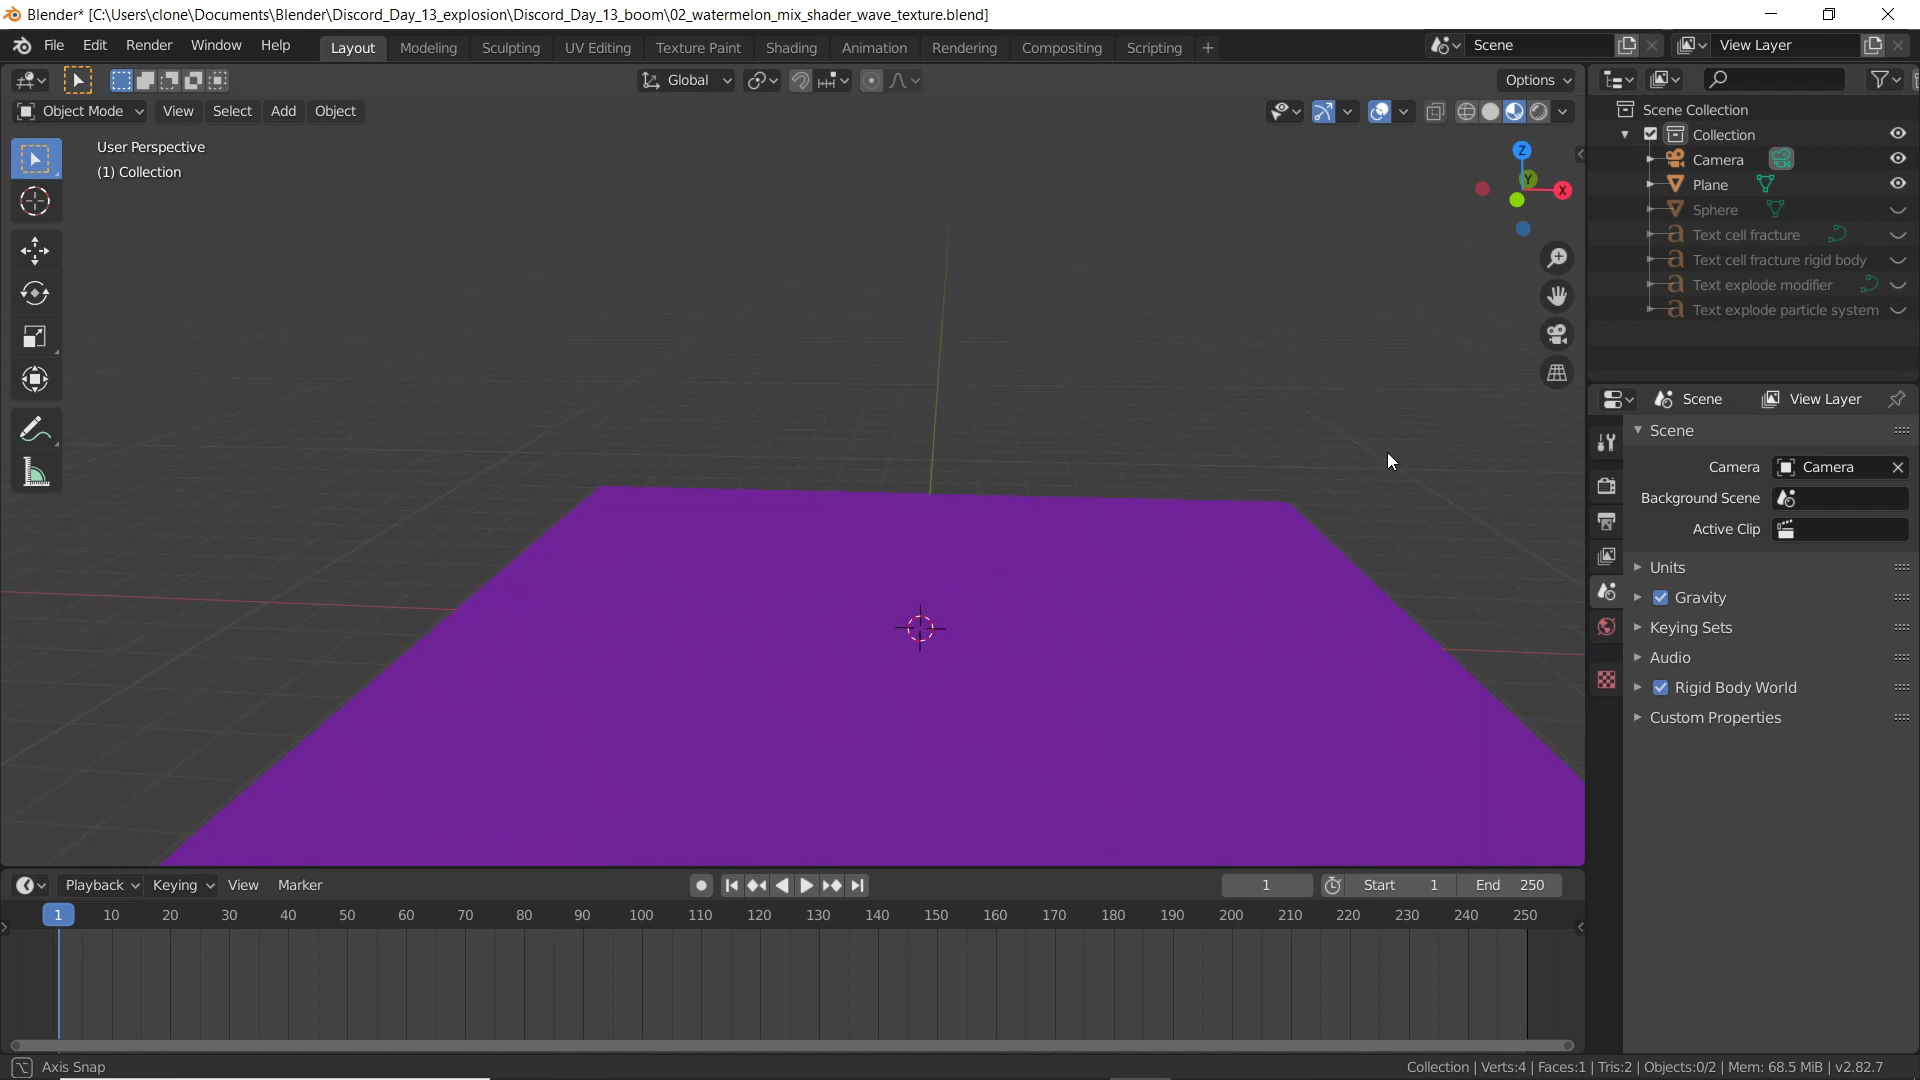 Blender* [C:\Users\clone\Documents\Blender\Discord_Day_13_explosion\Discord_Day_13_boom\02_watermelon_mix_shader_wave_texture.blend]
File Edit Render Window Help
Layout Modeling Sculpting UV Editing Texture Paint Shading Animation Rendering Compositing Scripting +
Scene View Layer
Global Options
Object Mode View Select Add Object
User Perspective
(1) Collection
Z
Y
X
Scene Collection
Collection
Camera
Plane
Sphere
Text cell fracture
Text cell fracture rigid body
Text explode modifier
Text explode particle system
Scene View Layer
Scene
Camera Camera
Background Scene
Active Clip
Units
Gravity
Keying Sets
Audio
Rigid Body World
Custom Properties
Playback Keying View Marker 1 Start 1 End 250
1 10 20 30 40 50 60 70 80 90 100 110 120 130 140 150 160 170 180 190 200 210 220 230 240 250
Axis Snap
Collection | Verts:4 | Faces:1 | Tris:2 | Objects:0/2 | Mem: 68.5 MiB | v2.82.7